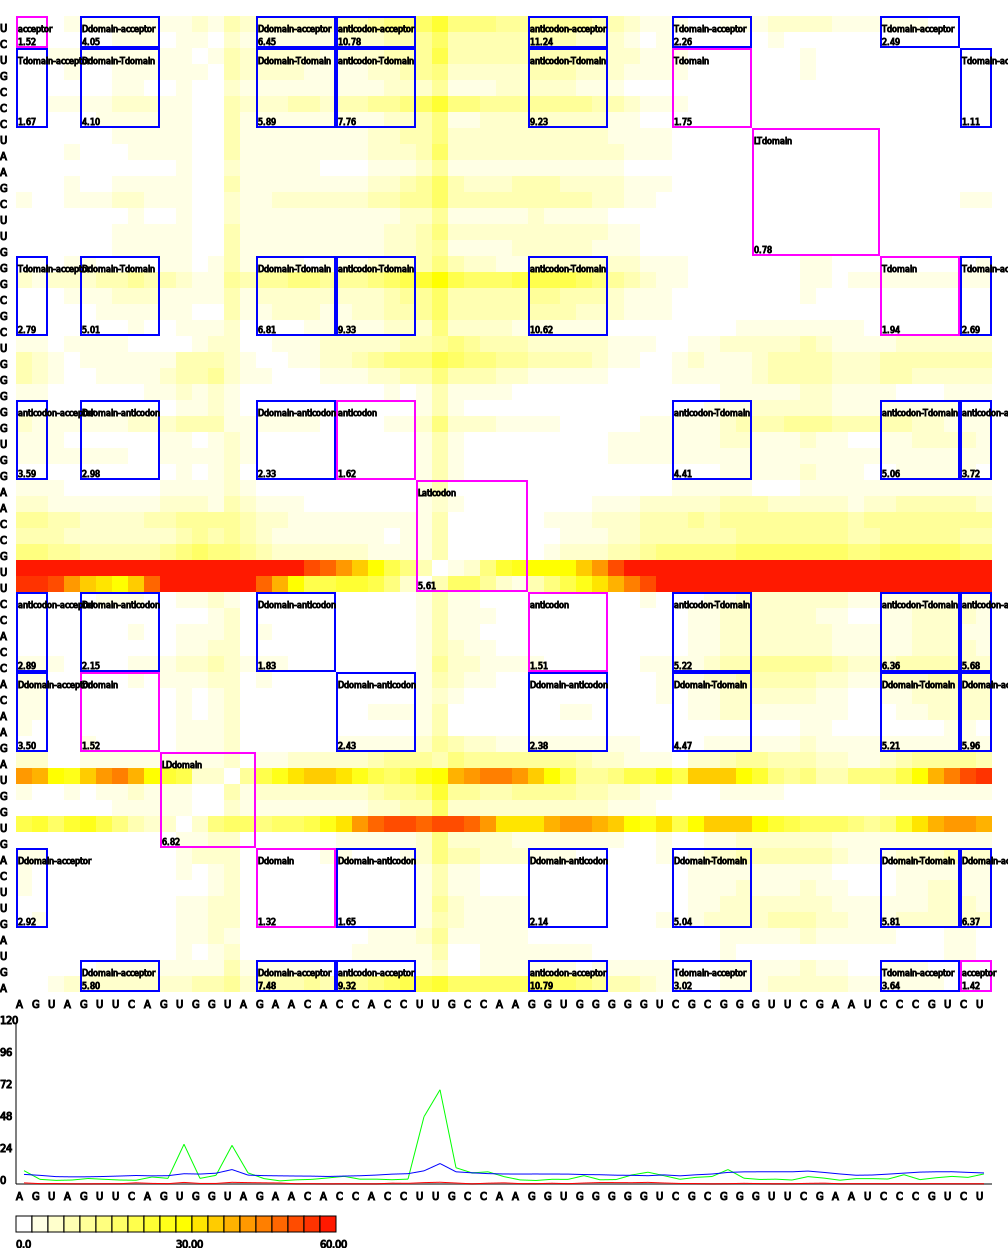 U acceptor Ddomain-acceptor Ddomain-acceptor anticodon-acceptor anticodon-acceptor Tdomain-acceptor Tdomain-acceptor
C 1.52 4.05 6.45 10.78 11.24 2.26 2.49
U Ddomain-Tdomain Ddomain-Tdomain anticodon-Tdomain anticodon-Tdomain Tdomain
G
C
C
C 1.67 4.10 5.89 7.76 9.23 1.75 1.11
U LTdomain
A
A
G
C
U
U
G 0.78
G Ddomain-Tdomain Ddomain-Tdomain anticodon-Tdomain anticodon-Tdomain Tdomain
G
C
G
C 2.79 5.01 6.81 9.33 10.62 1.94 2.69
U
G
G
G
G Ddomain-anticodon Ddomain-anticodon anticodon anticodon-Tdomain anticodon-Tdomain
G
U
G
G 3.59 2.98 2.33 1.62 4.41 5.06 3.72
A Laticodon
A
C
C
G
U
U 5.61
C Ddomain-anticodon Ddomain-anticodon anticodon anticodon-Tdomain anticodon-Tdomain
C
A
C
C 2.89 2.15 1.83 1.51 5.22 6.36 5.68
A Ddomain Ddomain-anticodon Ddomain-anticodon Ddomain-Tdomain Ddomain-Tdomain
C
A
A
G 3.50 1.52 2.43 2.38 4.47 5.21 5.96
A LDdomain
U
G
G
U
G 6.82
A Ddomain-acceptor Ddomain Ddomain-anticodon Ddomain-anticodon Ddomain-Tdomain Ddomain-Tdomain
C
U
U
G 2.92 1.32 1.65 2.14 5.04 5.81 6.37
A
U
G Ddomain-acceptor Ddomain-acceptor anticodon-acceptor anticodon-acceptor Tdomain-acceptor Tdomain-acceptor acceptor
A 5.80 7.48 9.32 10.79 3.02 3.64 1.42
A G U A G U U C A G U G G U A G A A C A C C A C C U U G C C A A G G U G G G G G U C G C G G G U U C G A A U C C C G U C U
120
96
72
48
24
0
A G U A G U U C A G U G G U A G A A C A C C A C C U U G C C A A G G U G G G G G U C G C G G G U U C G A A U C C C G U C U
0.0 30.00 60.00